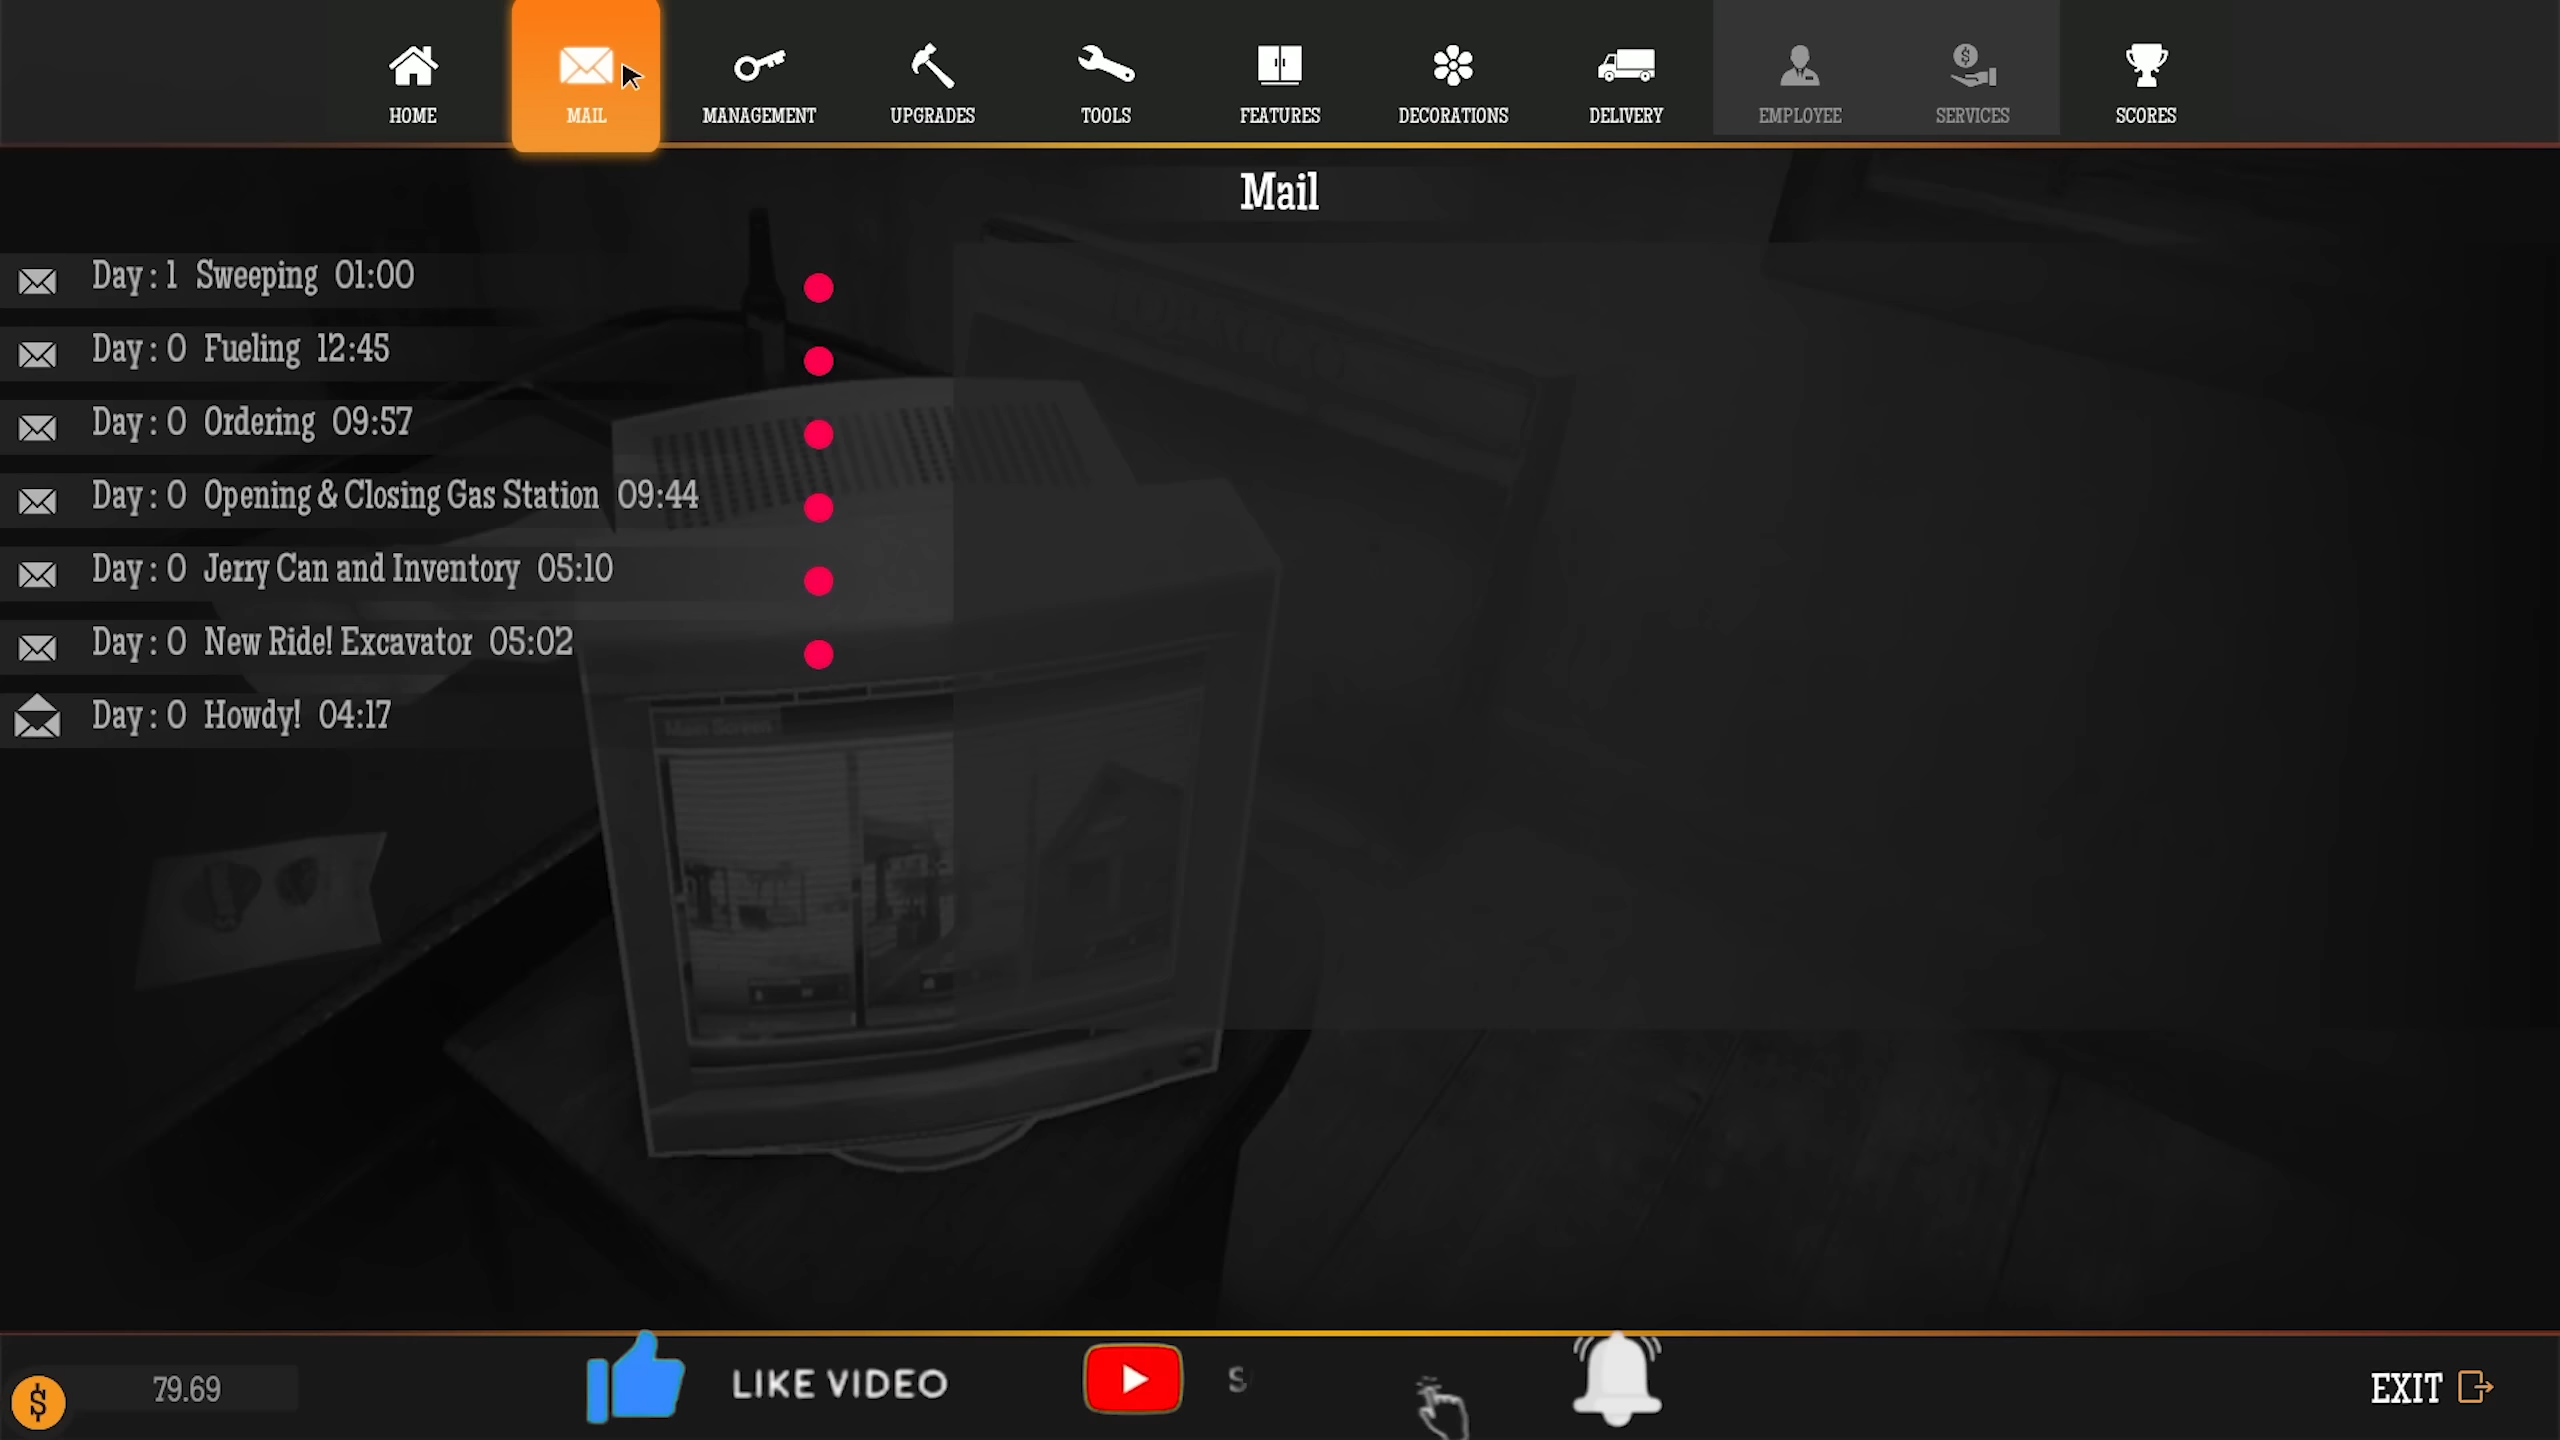 HOME MAIL MANAGEMENT UPGRADES TOOLS FEATURES DECORATIONS DELIVERY EMPLOYEE SERVICES SCORES
Mail
Day : 1 Sweeping 01:00
Day : 0 Fueling 12:45
Day : 0 Ordering 09:57
Day : 0 Opening & Closing Gas Station 09:44
Day : 0 Jerry Can and Inventory 05:10
Day : 0 New Ride! Excavator 05:02
Day : 0 Howdy! 04:17
Main Screen
$ 79.69 LIKE VIDEO S EXIT